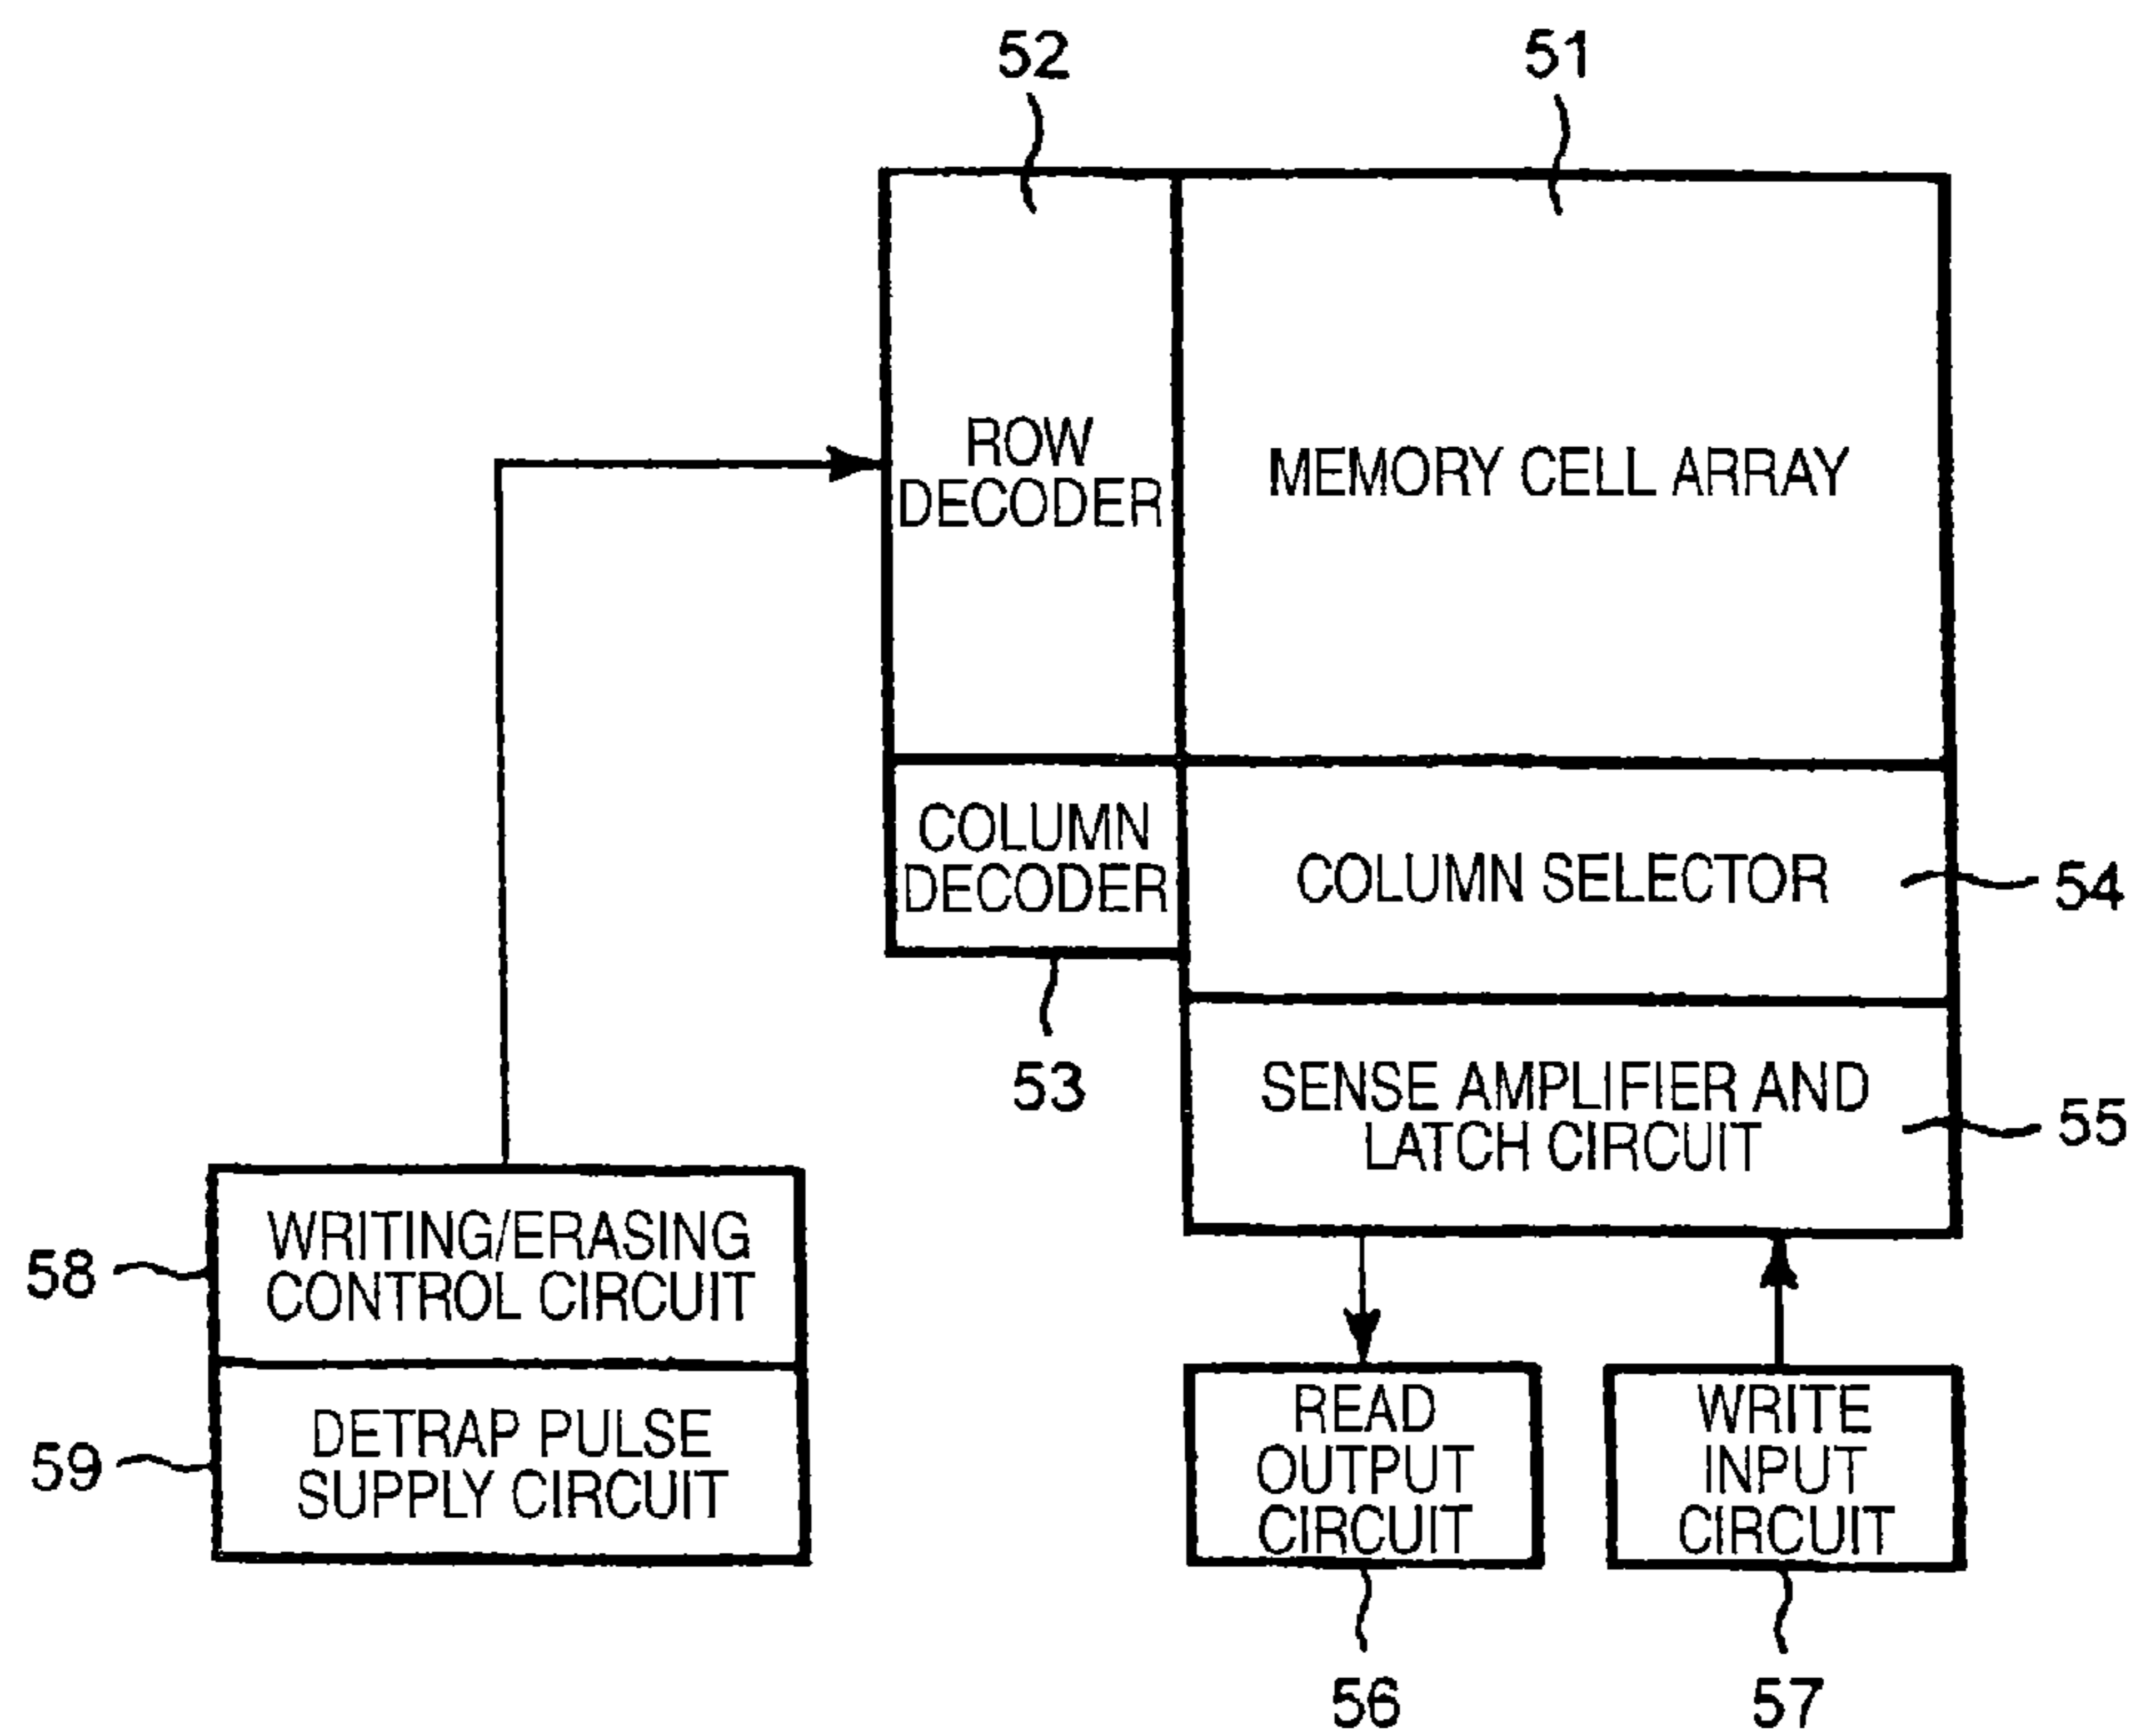 52
51
ROW
DECODER
MEMORY CELL ARRAY
COLUMN
DECODER
COLUMN SELECTOR
54
53
SENSE AMPLIFIER AND
LATCH CIRCUIT
55
58
WRITING/ERASING
CONTROL CIRCUIT
59
DETRAP PULSE
SUPPLY CIRCUIT
READ
OUTPUT
CIRCUIT
WRITE
INPUT
CIRCUIT
56
57